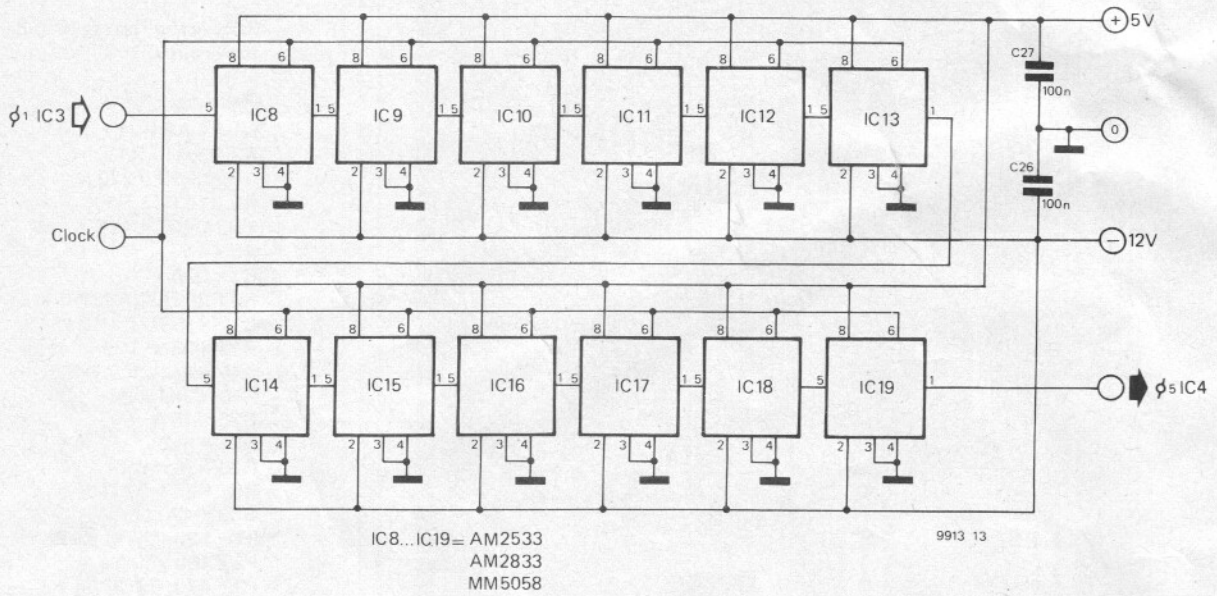 + 5V
8 6 8 6 8 6 8 6 8 6 8 6
C27
100n
ϕ1 IC3
5 IC8 1 5 IC9 1 5 IC10 1 5 IC11 1 5 IC12 1 5 IC13 1
0
2 3 4 2 3 4 2 3 4 2 3 4 2 3 4 2 3 4
C26
100n
Clock
− 12V
8 6 8 6 8 6 8 6 8 6 8 6
5 IC14 1 5 IC15 1 5 IC16 1 5 IC17 1 5 IC18 5 IC19 1
ϕ5 IC4
2 3 4 2 3 4 2 3 4 2 3 4 2 3 4 2 3 4
IC8...IC19= AM2533
AM2833
MM5058
9913 13